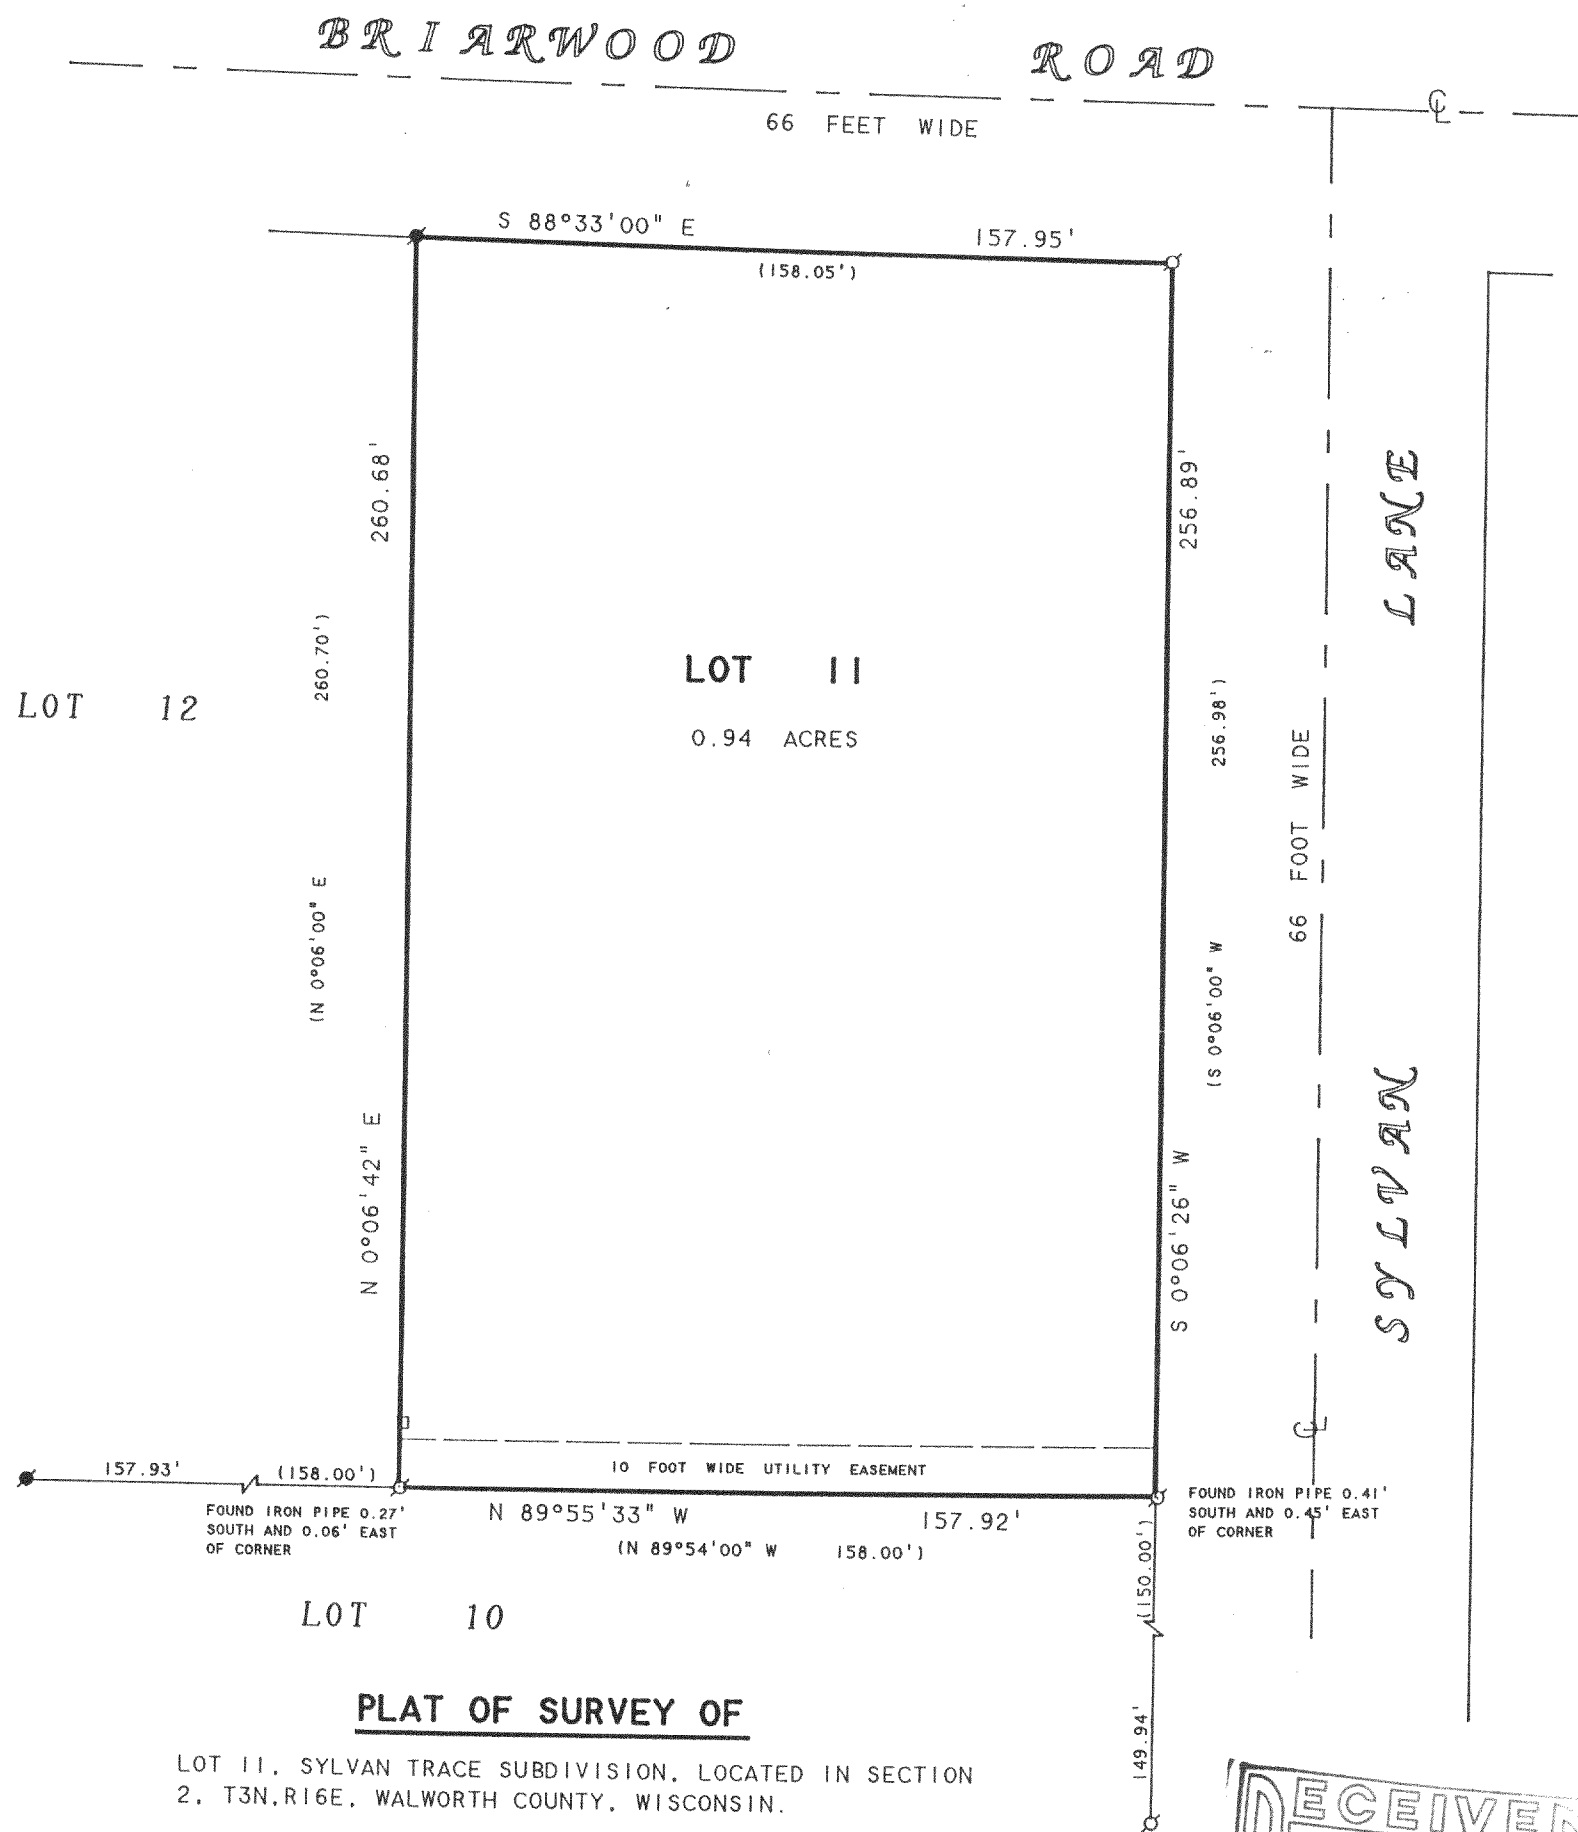 BRIARWOOD ROAD
℄
66 FEET WIDE
S 88°33'00" E 157.95'
(158.05')
260.68'
256.89'
LANE
260.70')
LOT 11
256.98')
LOT 12
0.94 ACRES
66 FOOT WIDE
(N 0°06'00" E
(S 0°06'00" W
SYLVAN
N 0°06'42" E
S 0°06'26" W
℄
157.93' (158.00')
10 FOOT WIDE UTILITY EASEMENT
FOUND IRON PIPE 0.27'
SOUTH AND 0.06' EAST
OF CORNER
N 89°55'33" W 157.92'
(N 89°54'00" W 158.00')
FOUND IRON PIPE 0.41'
SOUTH AND 0.45' EAST
OF CORNER
(150.00')
LOT 10
149.94'
PLAT OF SURVEY OF
LOT 11, SYLVAN TRACE SUBDIVISION, LOCATED IN SECTION
2, T3N,R16E, WALWORTH COUNTY, WISCONSIN.